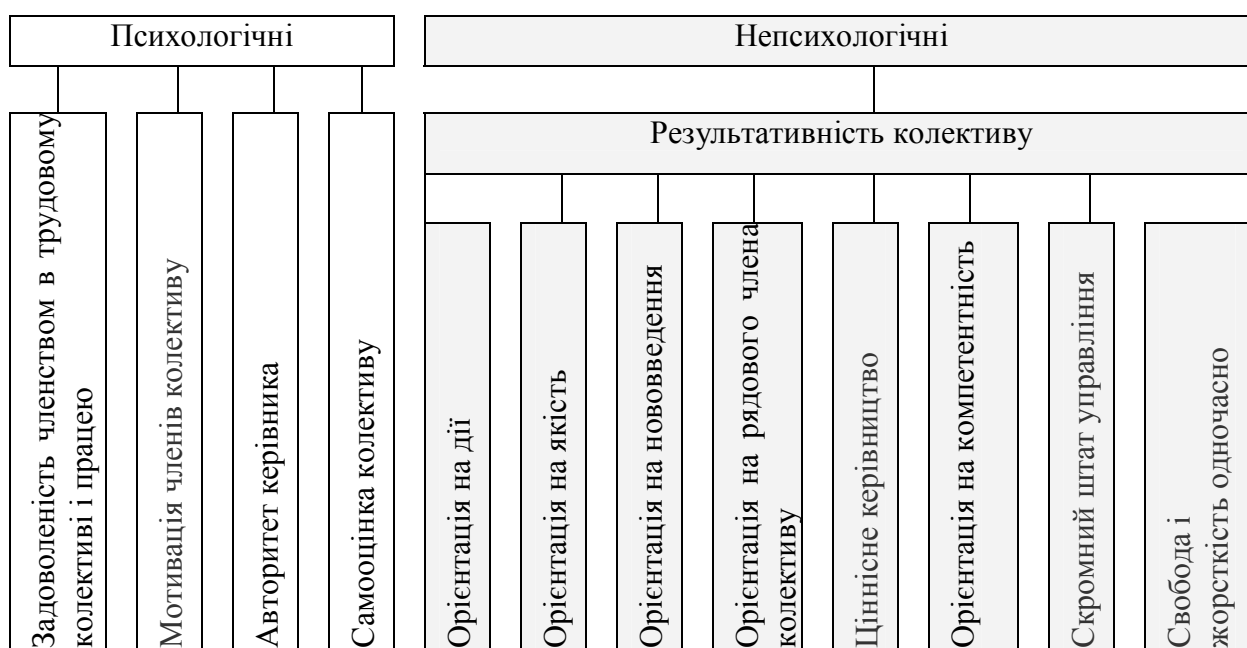 Психологічні
Непсихологічні
Результативність колективу
Задоволеність членством в трудовому
колективі і працею
Мотивація членів колективу
Авторитет керівника
Самооцінка колективу
Орієнтація на дії
Орієнтація на якість
Орієнтація на нововведення
Орієнтація на рядового члена
колективу
Ціннісне керівництво
Орієнтація на компетентність
Скромний штат управління
Свобода і
жорсткість одночасно